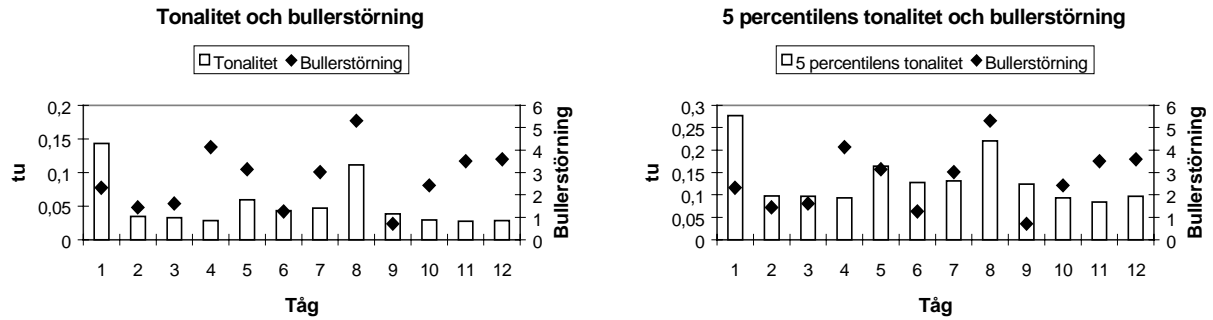 Tonalitet och bullerstörning
Tonalitet Bullerstörning
0,2
0,15
0,1
0,05
0
tu
6
5
4
3
2
1
0
Bullerstörning
1 2 3 4 5 6 7 8 9 10 11 12
Tåg
5 percentilens tonalitet och bullerstörning
5 percentilens tonalitet Bullerstörning
0,3
0,25
0,2
0,15
0,1
0,05
0
tu
6
5
4
3
2
1
0
Bullerstörning
1 2 3 4 5 6 7 8 9 10 11 12
Tåg